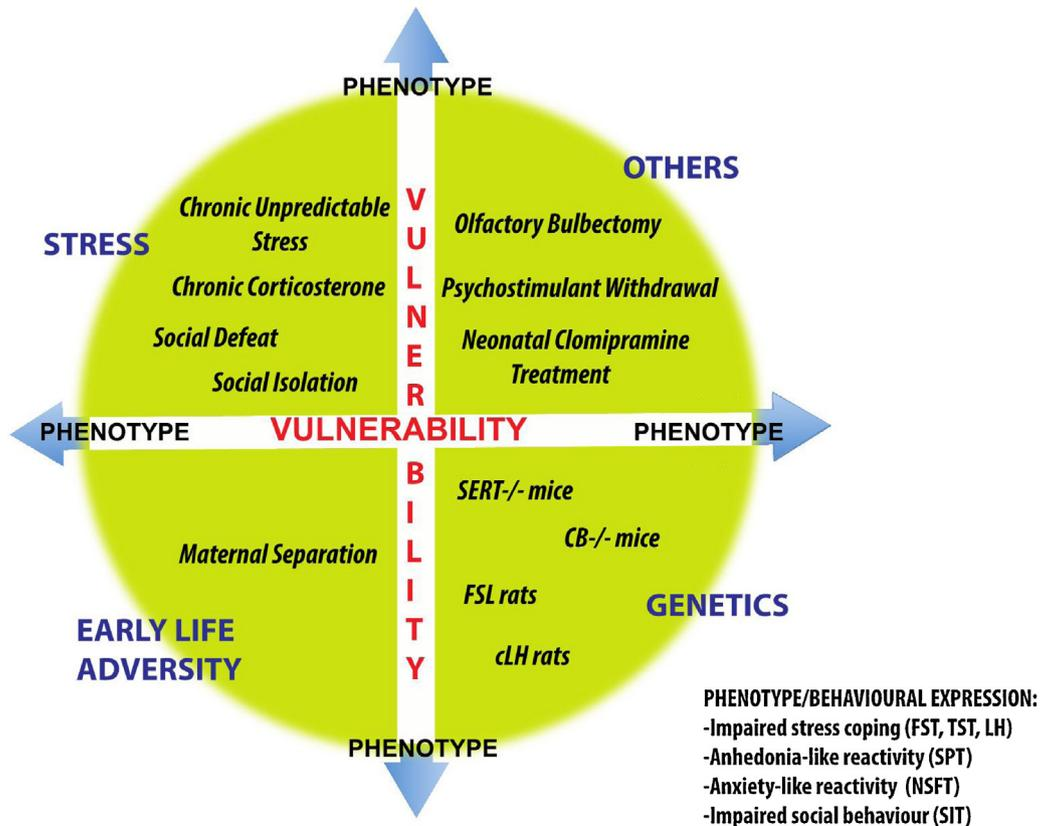 PHENOTYPE
OTHERS
STRESS
Chronic Unpredictable
Stress
Chronic Corticosterone
Social Defeat
Social Isolation
Olfactory Bulbectomy
Psychostimulant Withdrawal
Neonatal Clomipramine
Treatment
VULNERABILITY
PHENOTYPE
VULNERABILITY
PHENOTYPE
Maternal Separation
EARLY LIFE
ADVERSITY
SERT-/- mice
CB-/- mice
FSL rats
cLH rats
GENETICS
PHENOTYPE
PHENOTYPE/BEHAVIOURAL EXPRESSION:
-Impaired stress coping (FST, TST, LH)
-Anhedonia-like reactivity (SPT)
-Anxiety-like reactivity (NSFT)
-Impaired social behaviour (SIT)